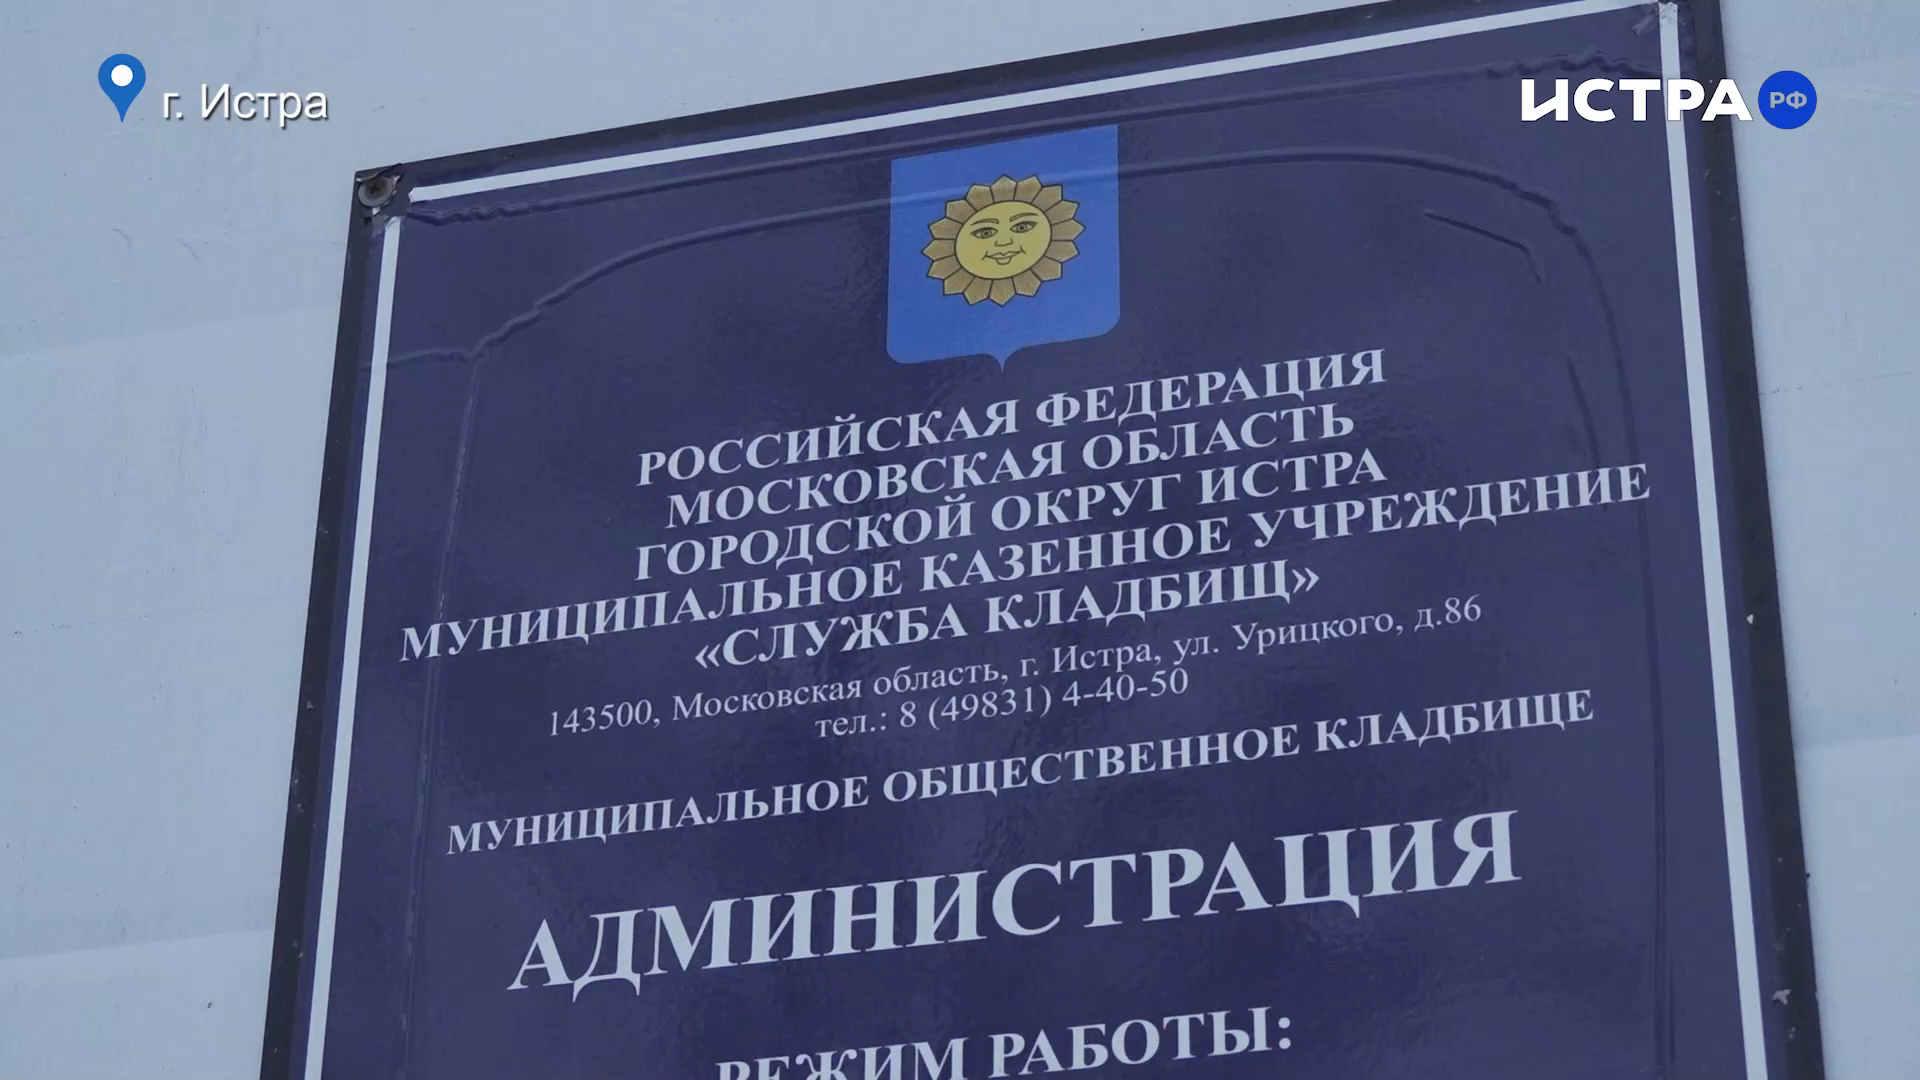 г. Истра
ИСТРА РФ
РОССИЙСКАЯ ФЕДЕРАЦИЯ
МОСКОВСКАЯ ОБЛАСТЬ
ГОРОДСКОЙ ОКРУГ ИСТРА
МУНИЦИПАЛЬНОЕ КАЗЕННОЕ УЧРЕЖДЕНИЕ
«СЛУЖБА КЛАДБИЩ»
143500, Московская область, г. Истра, ул. Урицкого, д.86
тел.: 8 (49831) 4-40-50
МУНИЦИПАЛЬНОЕ ОБЩЕСТВЕННОЕ КЛАДБИЩЕ
АДМИНИСТРАЦИЯ
РЕЖИМ РАБОТЫ: